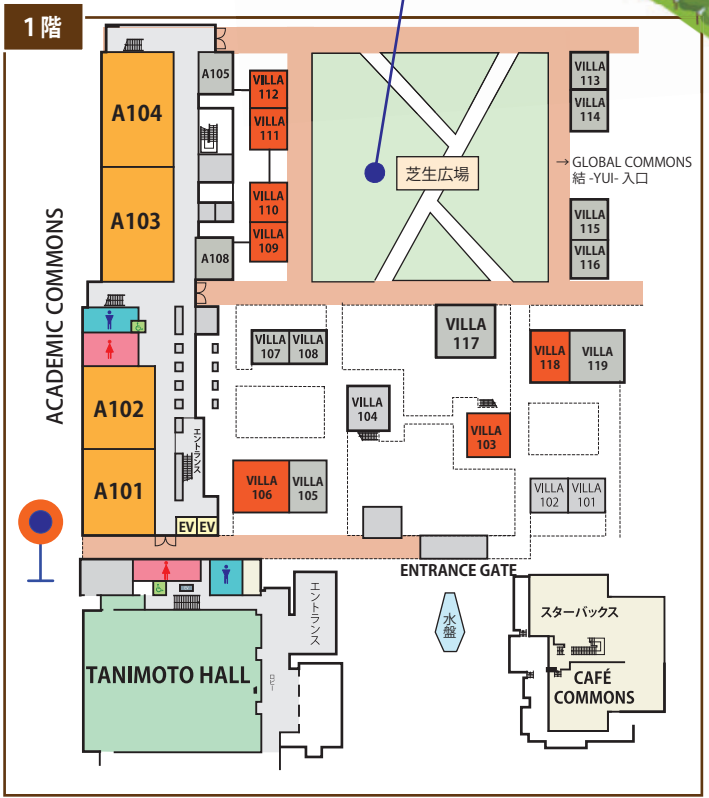 1階
A105
A104
VILLA
112
VILLA
111
VILLA
113
VILLA
114
→ GLOBAL COMMONS
結 -YUI- 入口
芝生広場
A103
VILLA
110
VILLA
109
VILLA
115
VILLA
116
A108
ACADEMIC COMMONS
VILLA
107
VILLA
108
VILLA
117
VILLA
118
VILLA
119
A102
VILLA
104
VILLA
103
エントランス
A101
VILLA
106
VILLA
105
VILLA
102
VILLA
101
EV
EV
ENTRANCE GATE
エントランス
水盤
スターバックス
TANIMOTO HALL
ロビー
CAFÉ
COMMONS